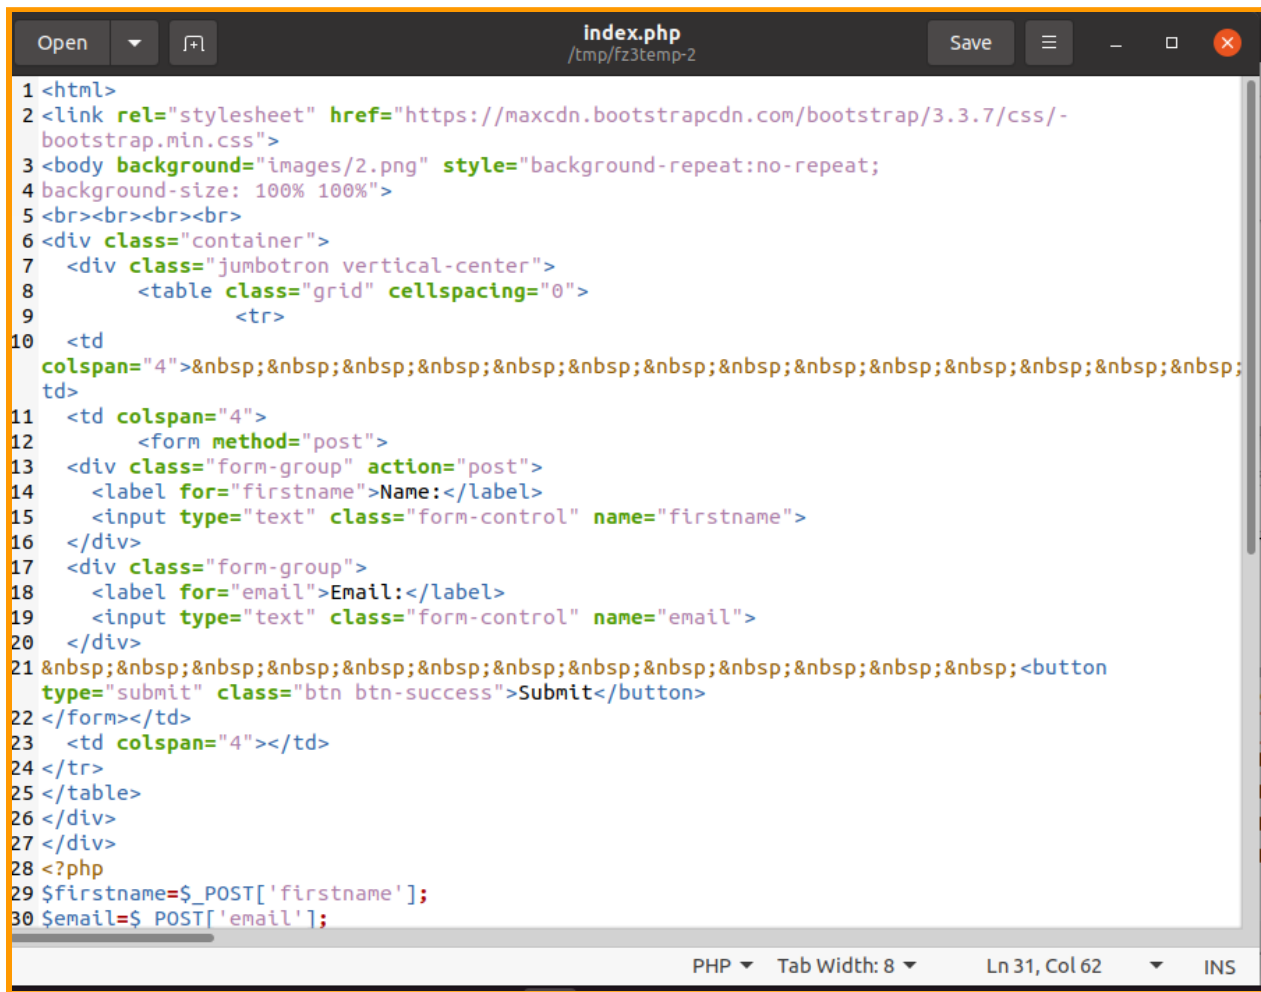 Open
index.php
/tmp/fz3temp-2
Save
1 <html>
2 <link rel="stylesheet" href="https://maxcdn.bootstrapcdn.com/bootstrap/3.3.7/css/-
bootstrap.min.css">
3 <body background="images/2.png" style="background-repeat:no-repeat;
4 background-size: 100% 100%">
5 <br><br><br><br>
6 <div class="container">
7   <div class="jumbotron vertical-center">
8         <table class="grid" cellspacing="0">
9                 <tr>
10   <td
colspan="4">&nbsp;&nbsp;&nbsp;&nbsp;&nbsp;&nbsp;&nbsp;&nbsp;&nbsp;&nbsp;&nbsp;&nbsp;&nbsp;&nbsp;
td>
11   <td colspan="4">
12         <form method="post">
13   <div class="form-group" action="post">
14     <label for="firstname">Name:</label>
15     <input type="text" class="form-control" name="firstname">
16   </div>
17   <div class="form-group">
18     <label for="email">Email:</label>
19     <input type="text" class="form-control" name="email">
20   </div>
21 &nbsp;&nbsp;&nbsp;&nbsp;&nbsp;&nbsp;&nbsp;&nbsp;&nbsp;&nbsp;&nbsp;&nbsp;&nbsp;<button
type="submit" class="btn btn-success">Submit</button>
22 </form></td>
23   <td colspan="4"></td>
24 </tr>
25 </table>
26 </div>
27 </div>
28 <?php
29 $firstname=$_POST['firstname'];
30 $email=$_POST['email'];
PHP Tab Width: 8 Ln 31, Col 62 INS